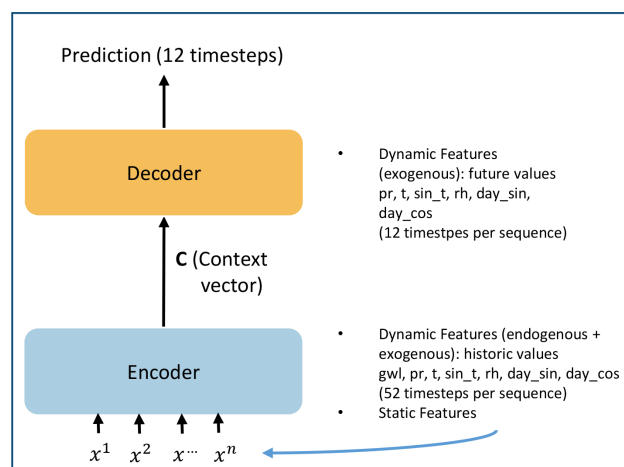 Prediction (12 timesteps)
Decoder
• Dynamic Features
(exogenous): future values
pr, t, sin_t, rh, day_sin,
day_cos
(12 timestpes per sequence)
C (Context
vector)
Encoder
• Dynamic Features (endogenous +
exogenous): historic values
gwl, pr, t, sin_t, rh, day_sin, day_cos
(52 timesteps per sequence)
• Static Features
x¹ x² x⋯ xⁿ